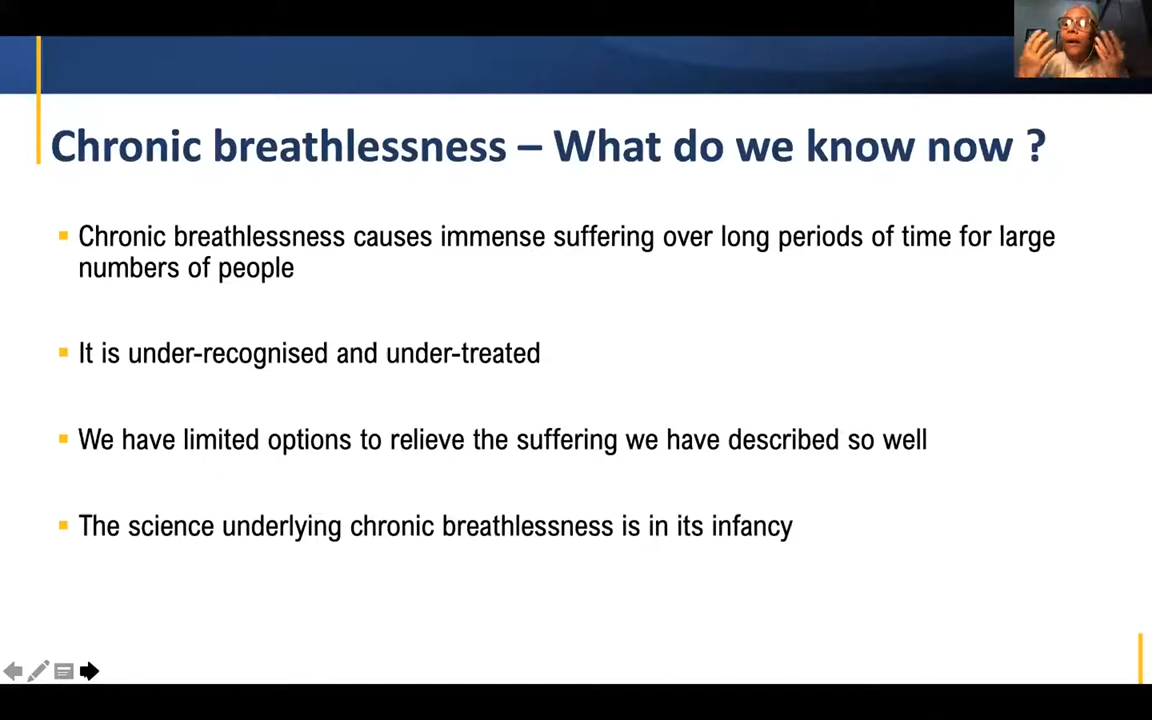 Chronic breathlessness – What do we know now ?
Chronic breathlessness causes immense suffering over long periods of time for large
numbers of people
It is under-recognised and under-treated
We have limited options to relieve the suffering we have described so well
The science underlying chronic breathlessness is in its infancy